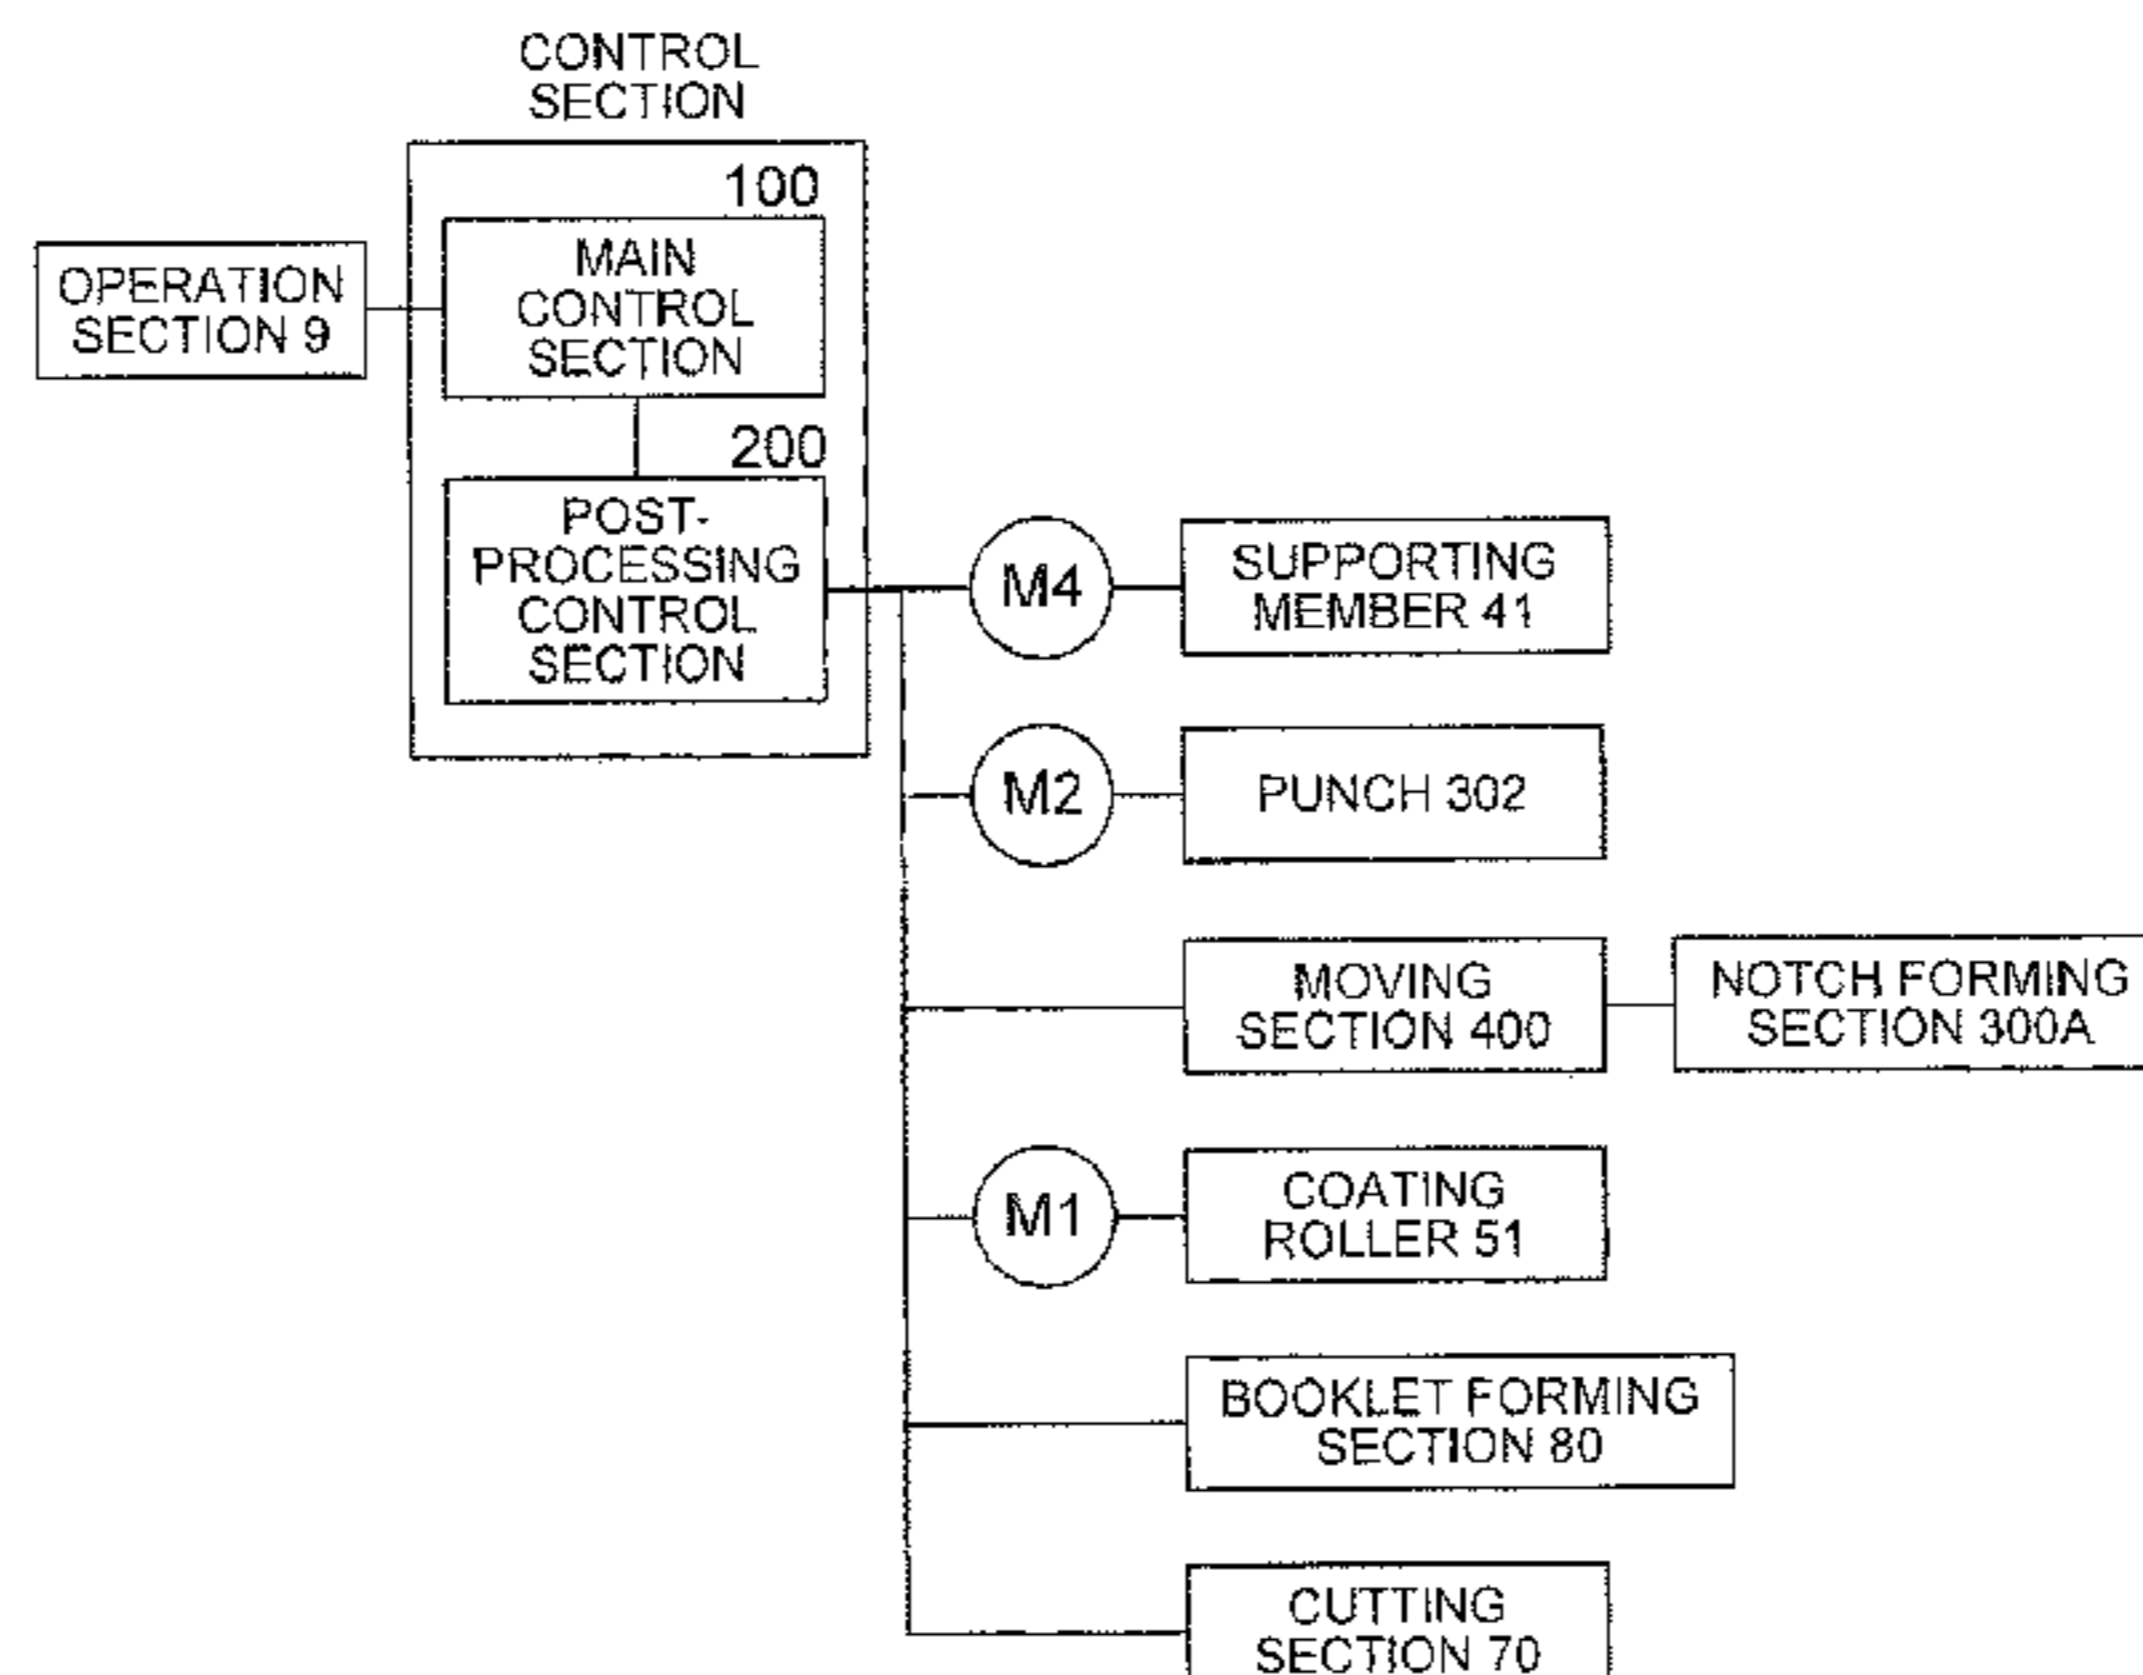 CONTROL
SECTION
100
OPERATION
SECTION 9
MAIN
CONTROL
SECTION
200
POST-
PROCESSING
CONTROL
SECTION
M4
SUPPORTING
MEMBER 41
M2
PUNCH 302
MOVING
SECTION 400
NOTCH FORMING
SECTION 300A
M1
COATING
ROLLER 51
BOOKLET FORMING
SECTION 80
CUTTING
SECTION 70